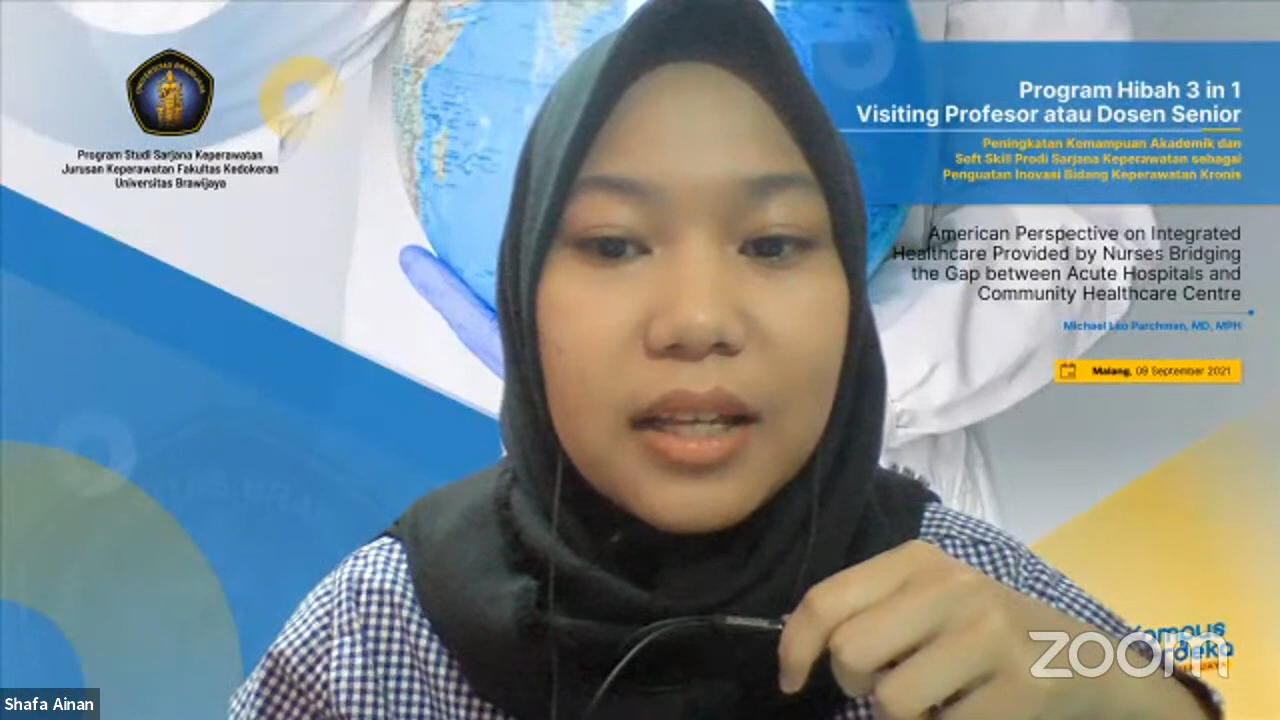 UNIVERSITAS BRAWIJAYA
Program Studi Sarjana Keperawatan
Jurusan Keperawatan Fakultas Kedokeran
Universitas Brawijaya
Program Hibah 3 in 1
Visiting Profesor atau Dosen Senior
Peningkatan Kemampuan Akademik dan
Soft Skill Prodi Sarjana Keperawatan sebagai
Penguatan Inovasi Bidang Keperawatan Kronis
American Perspective on Integrated
Healthcare Provided by Nurses Bridging
the Gap between Acute Hospitals and
Community Healthcare Centre
Michael Leo Parchman, MD, MPH
Malang, 09 September 2021
zoom
Shafa Ainan